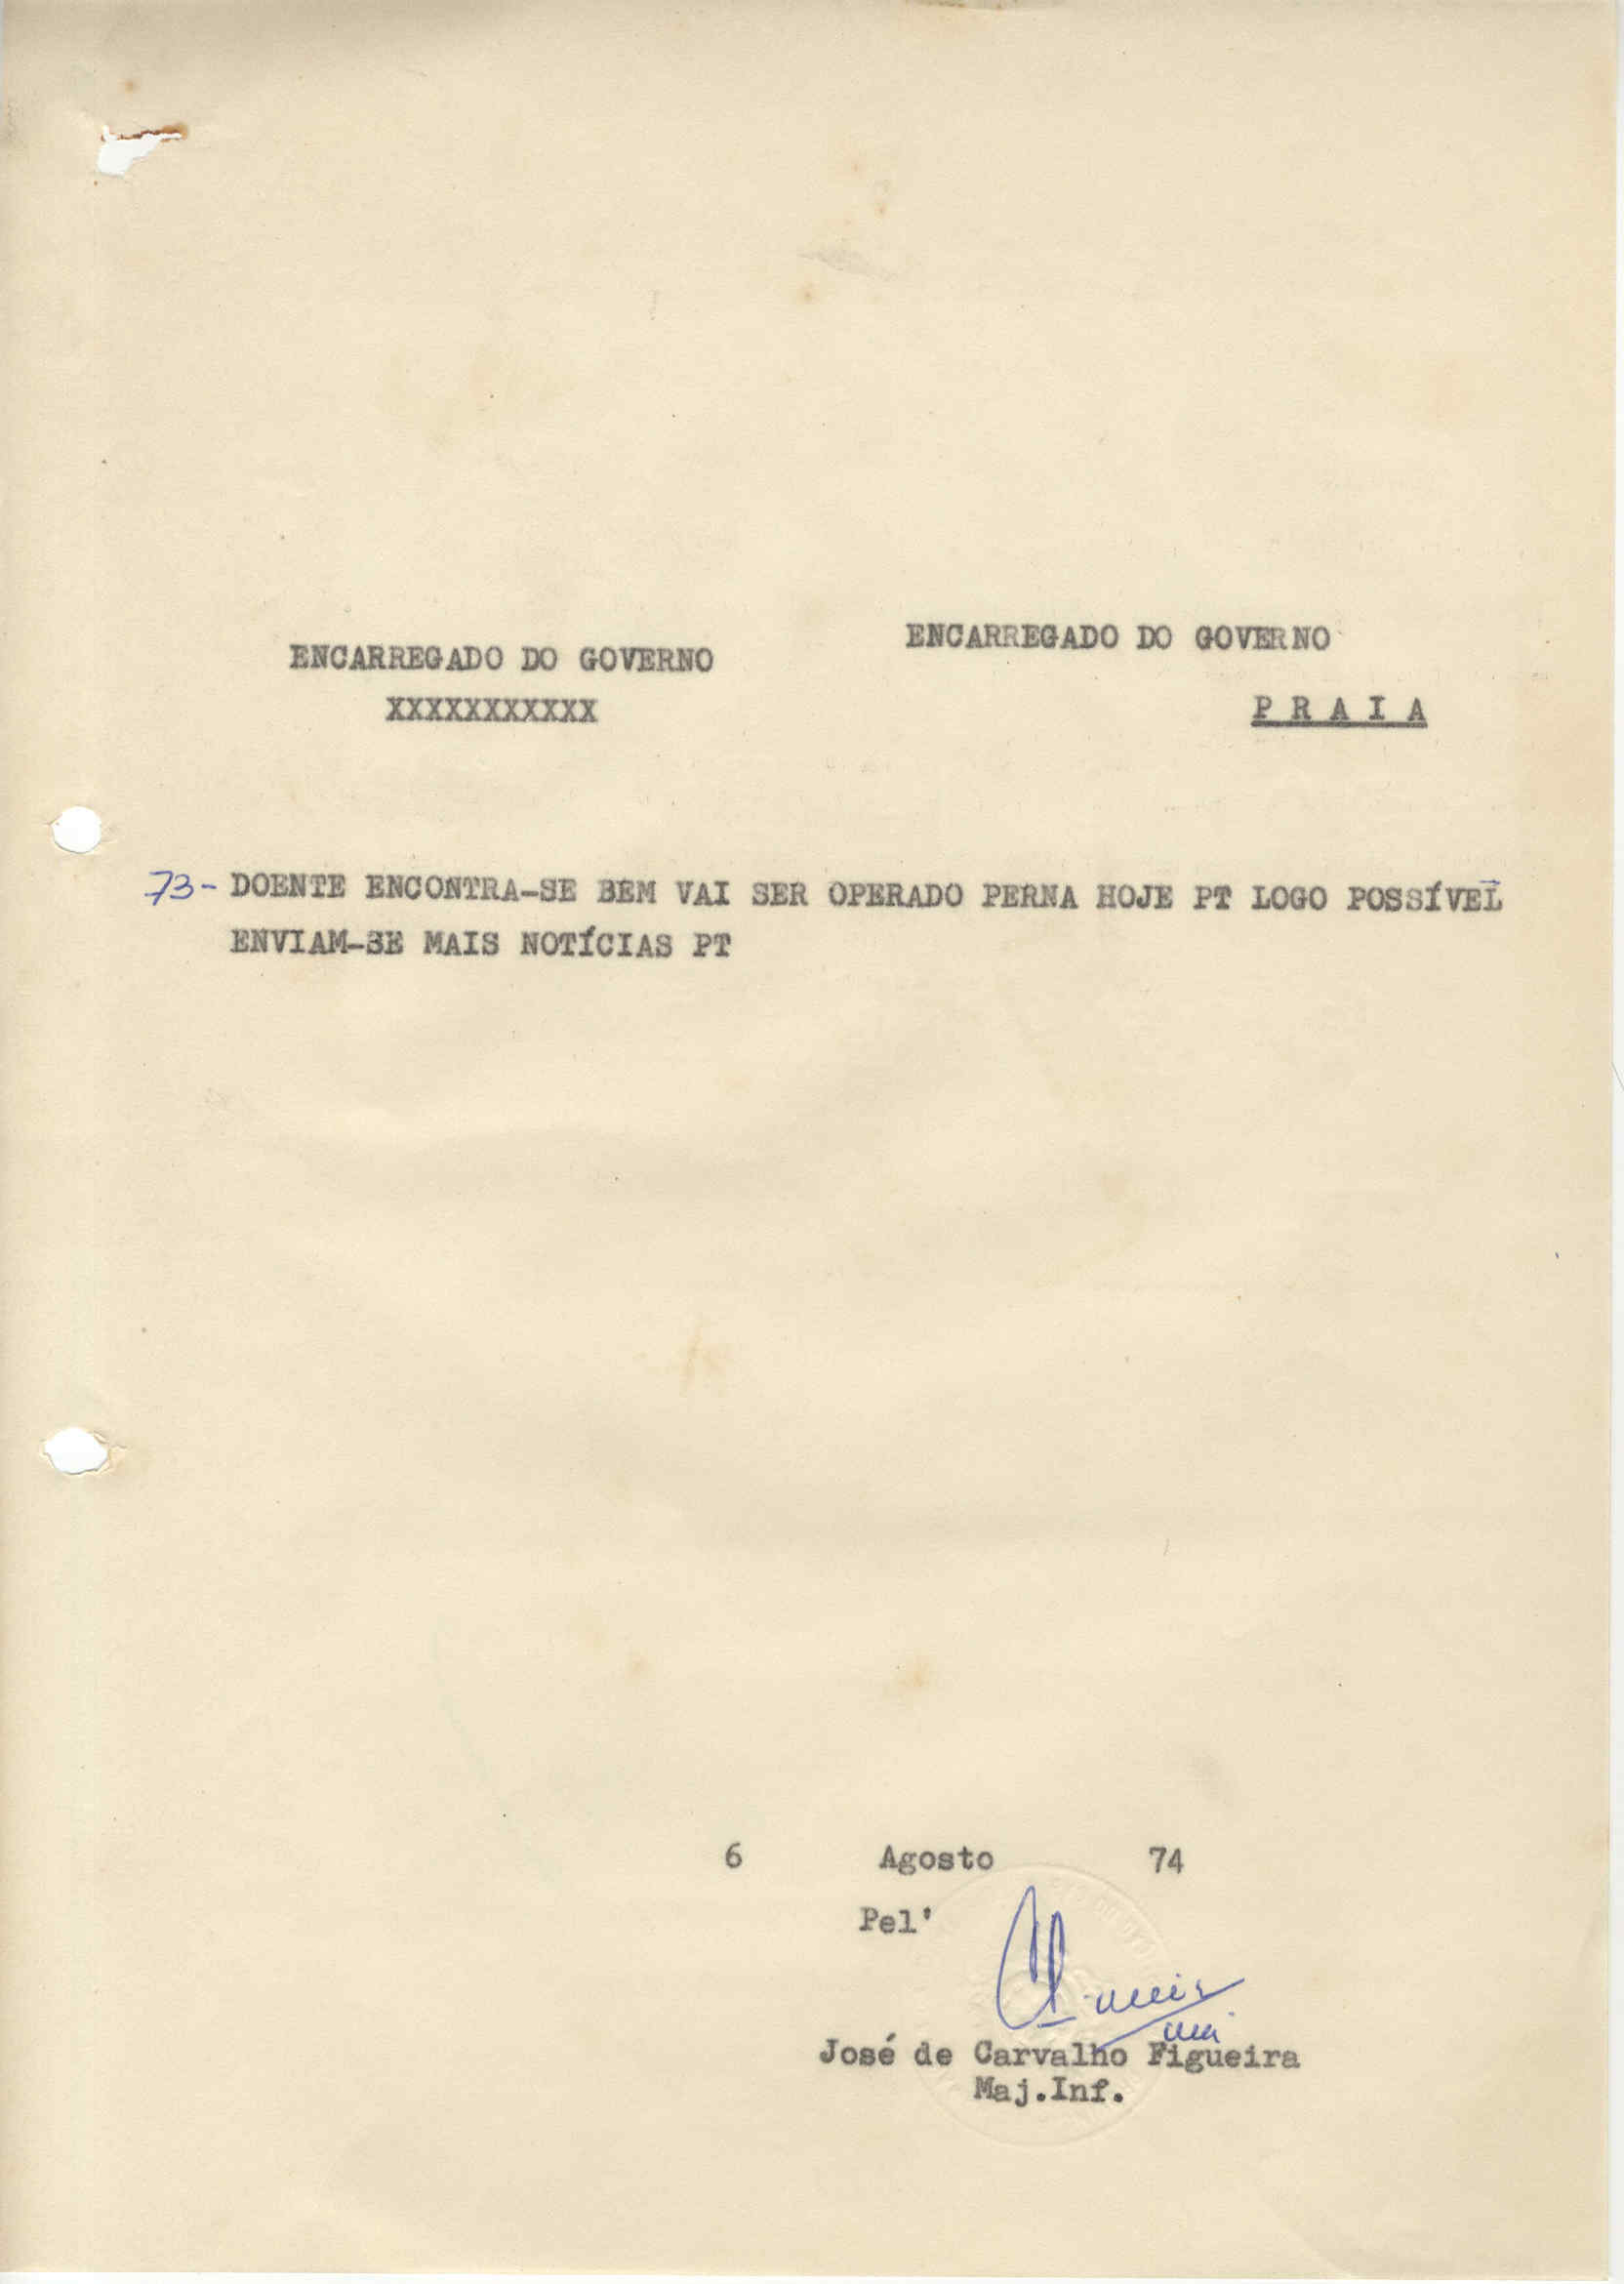 ENCARREGADO DO GOVERNO
XXXXXXXXXXX
ENCARREGADO DO GOVERNO
P R A I A
73- DOENTE ENCONTRA-SE BEM VAI SER OPERADO PERNA HOJE PT LOGO POSSÍVEL
ENVIAM-SE MAIS NOTÍCIAS PT
6 Agosto 74
Pel'
José de Carvalho Figueira
Maj.Inf.